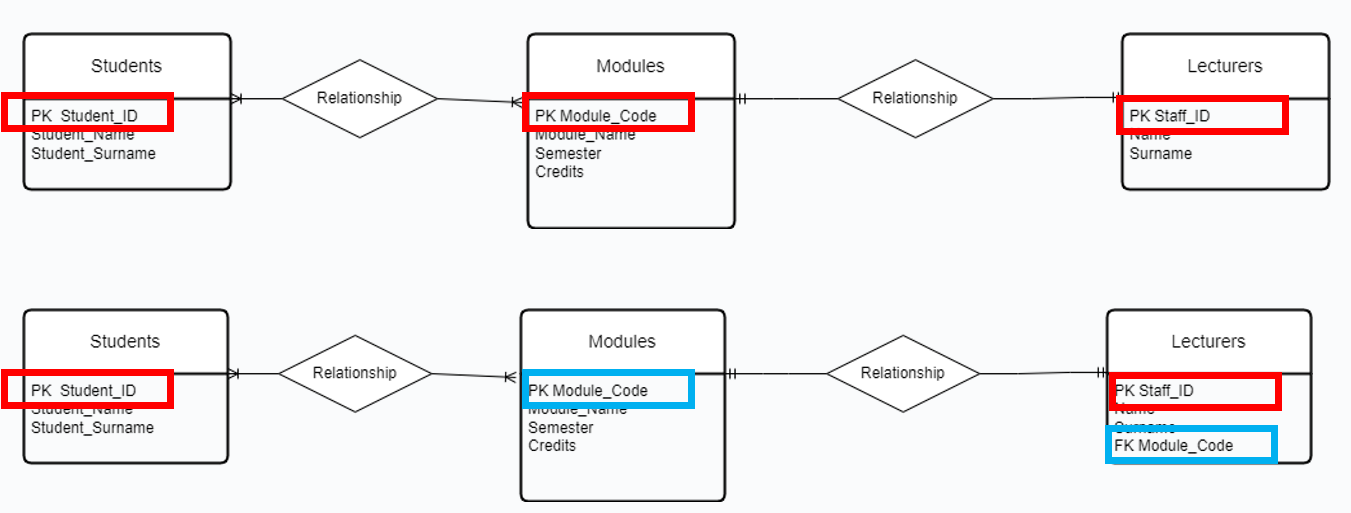 Students
Relationship
Modules
Relationship
Lecturers
PK Student_ID
Student_Name
Student_Surname
PK Module_Code
Module_Name
Semester
Credits
PK Staff_ID
Name
Surname
Students
Relationship
Modules
Relationship
Lecturers
PK Student_ID
Student_Name
Student_Surname
PK Module_Code
Module_Name
Semester
Credits
PK Staff_ID
Name
Surname
FK Module_Code